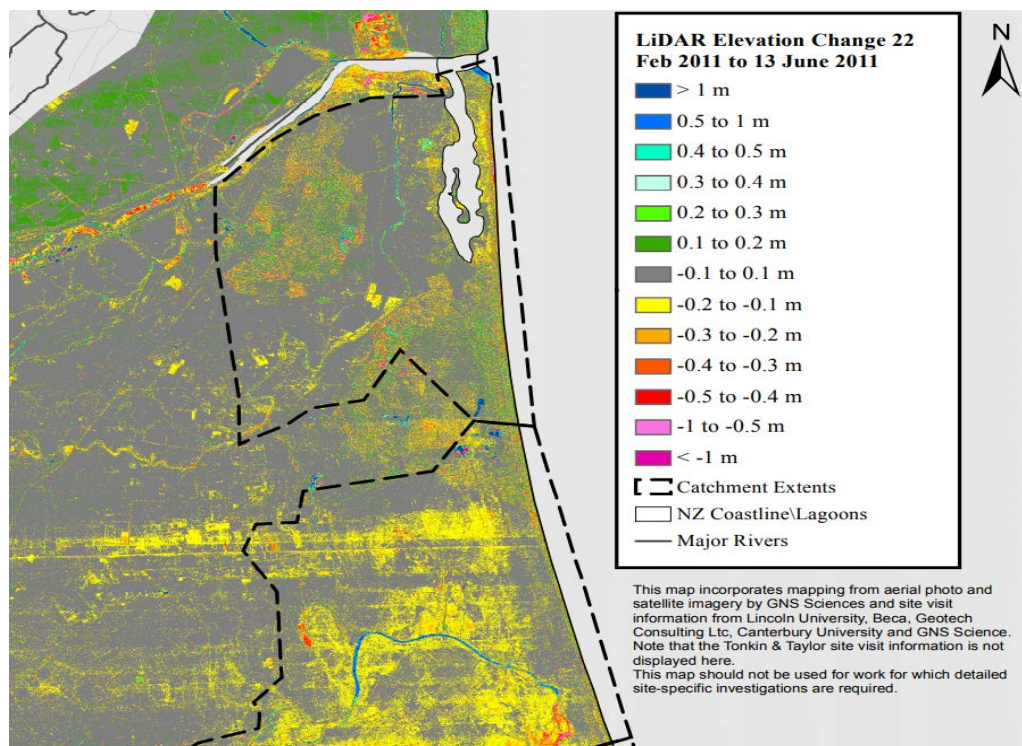 LiDAR Elevation Change 22
Feb 2011 to 13 June 2011
> 1 m
0.5 to 1 m
0.4 to 0.5 m
0.3 to 0.4 m
0.2 to 0.3 m
0.1 to 0.2 m
-0.1 to 0.1 m
-0.2 to -0.1 m
-0.3 to -0.2 m
-0.4 to -0.3 m
-0.5 to -0.4 m
-1 to -0.5 m
< -1 m
Catchment Extents
NZ Coastline\Lagoons
Major Rivers
N
This map incorporates mapping from aerial photo and
satellite imagery by GNS Sciences and site visit
information from Lincoln University, Beca, Geotech
Consulting Ltc, Canterbury University and GNS Science.
Note that the Tonkin & Taylor site visit information is not
displayed here.
This map should not be used for work for which detailed
site-specific investigations are required.